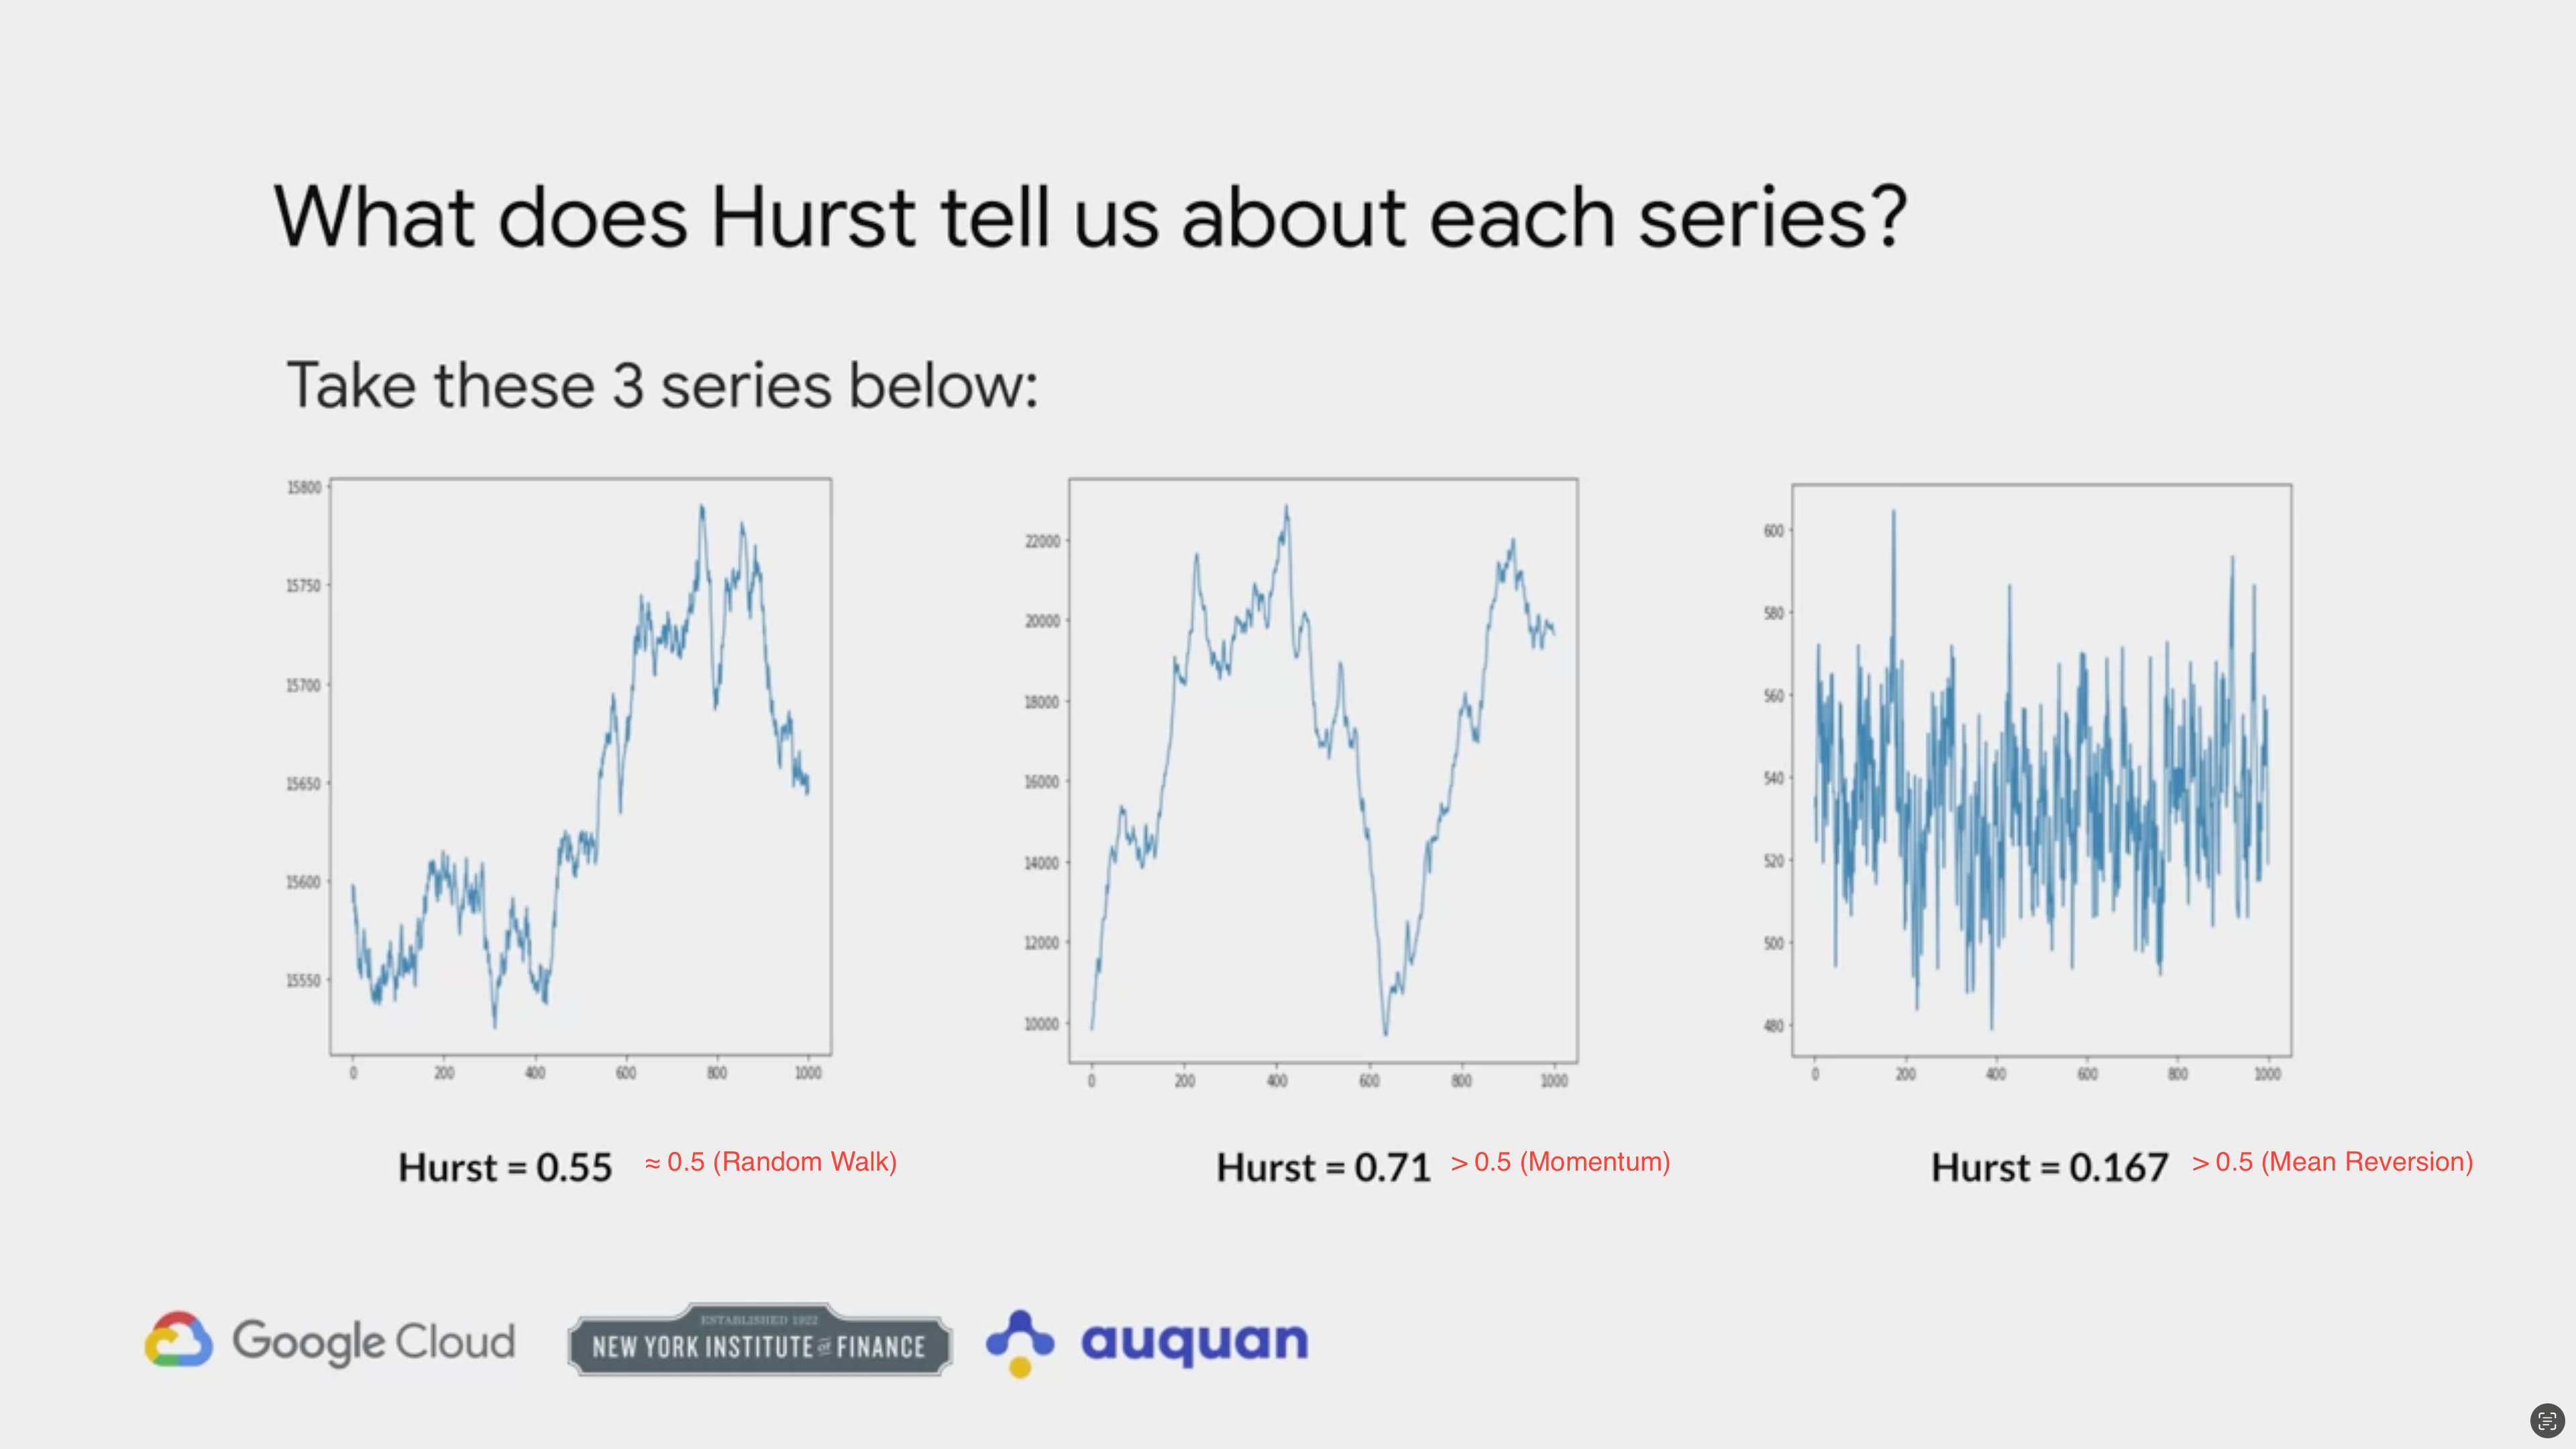 What does Hurst tell us about each series?
Take these 3 series below:
15800
15750
15700
15650
15600
15550
0 200 400 600 800 1000
22000
20000
18000
16000
14000
12000
10000
0 200 400 600 800 1000
600
580
560
540
520
500
480
0 200 400 600 800 1000
Hurst = 0.55 ≈ 0.5 (Random Walk)
Hurst = 0.71 > 0.5 (Momentum)
Hurst = 0.167 > 0.5 (Mean Reversion)
Google Cloud
ESTABLISHED 1922
NEW YORK INSTITUTE of FINANCE
auquan